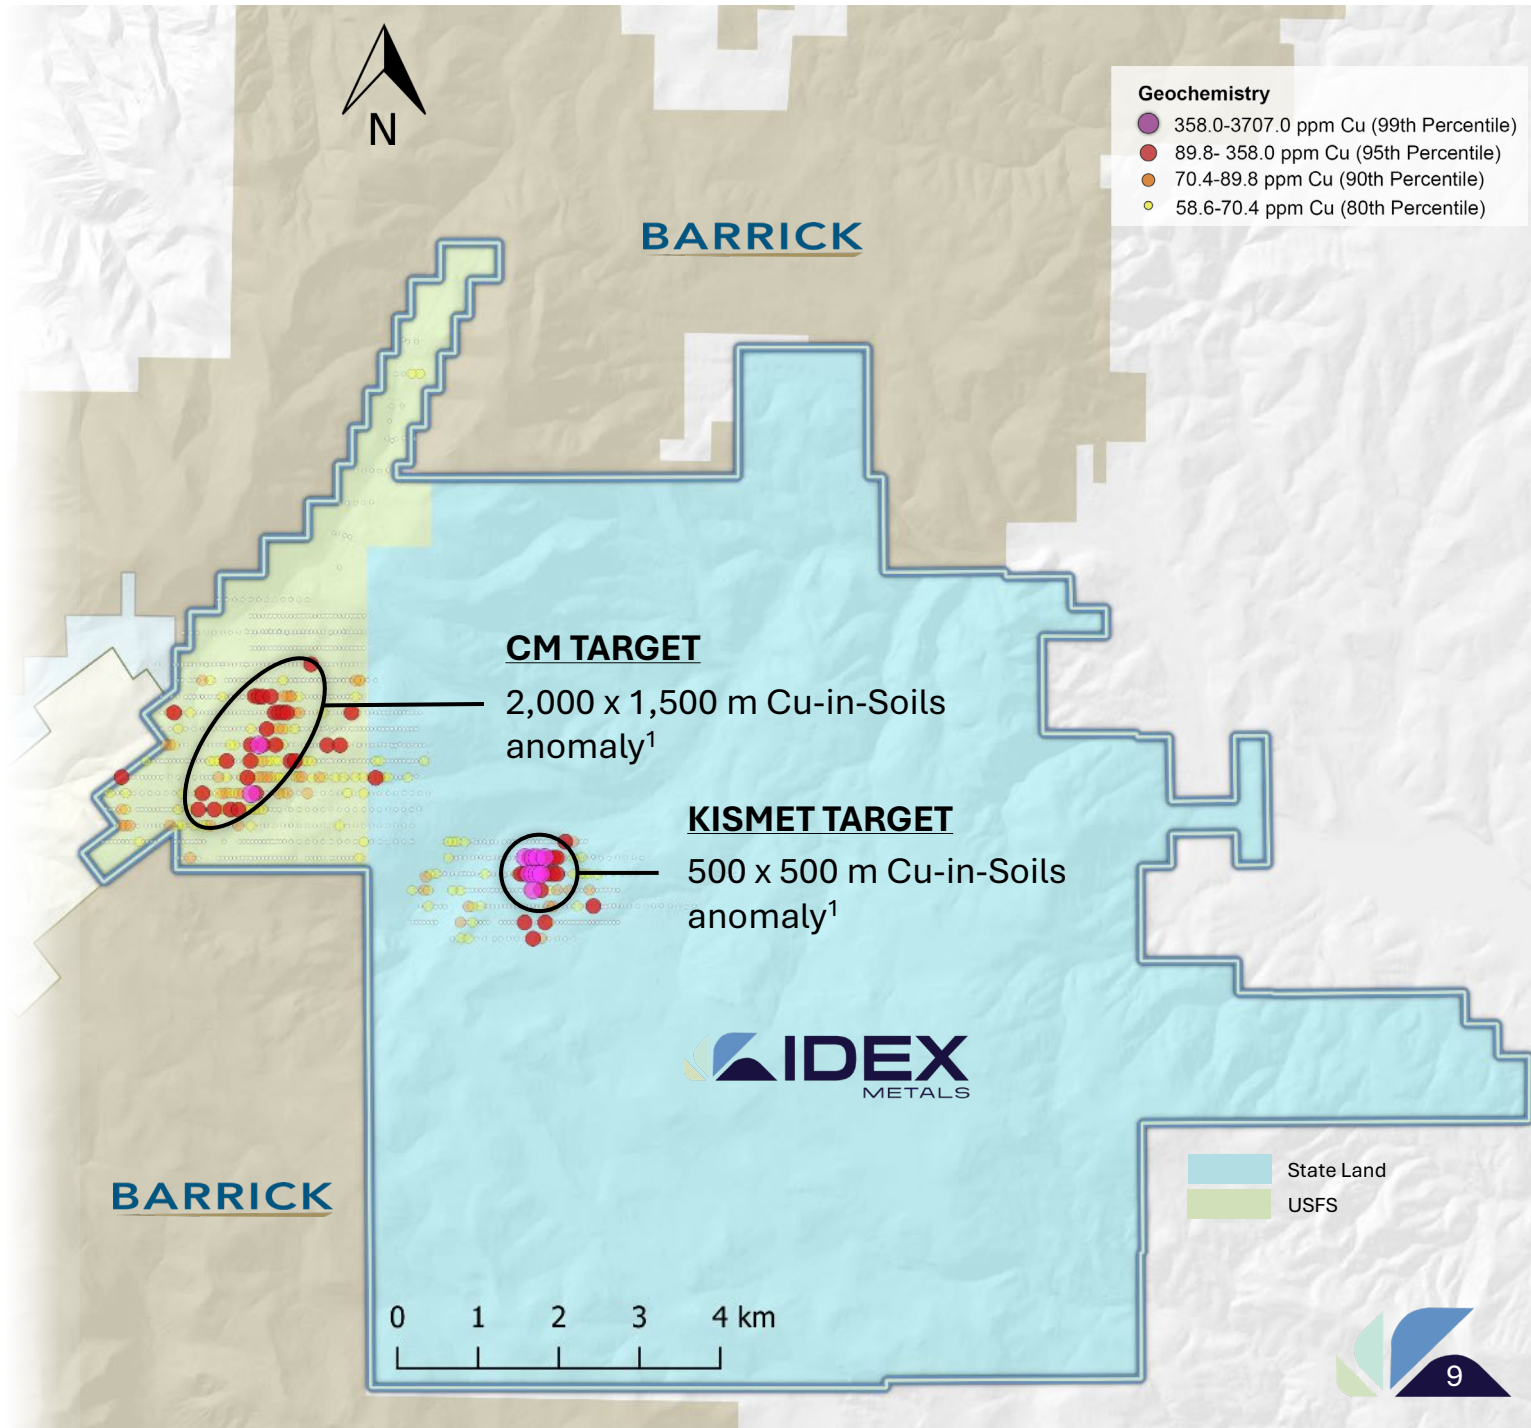 N
Geochemistry
358.0-3707.0 ppm Cu (99th Percentile)
89.8- 358.0 ppm Cu (95th Percentile)
70.4-89.8 ppm Cu (90th Percentile)
58.6-70.4 ppm Cu (80th Percentile)
BARRICK
CM TARGET
2,000 x 1,500 m Cu-in-Soils
anomaly¹
KISMET TARGET
500 x 500 m Cu-in-Soils
anomaly¹
IDEX
METALS
BARRICK
State Land
USFS
0 1 2 3 4 km
9